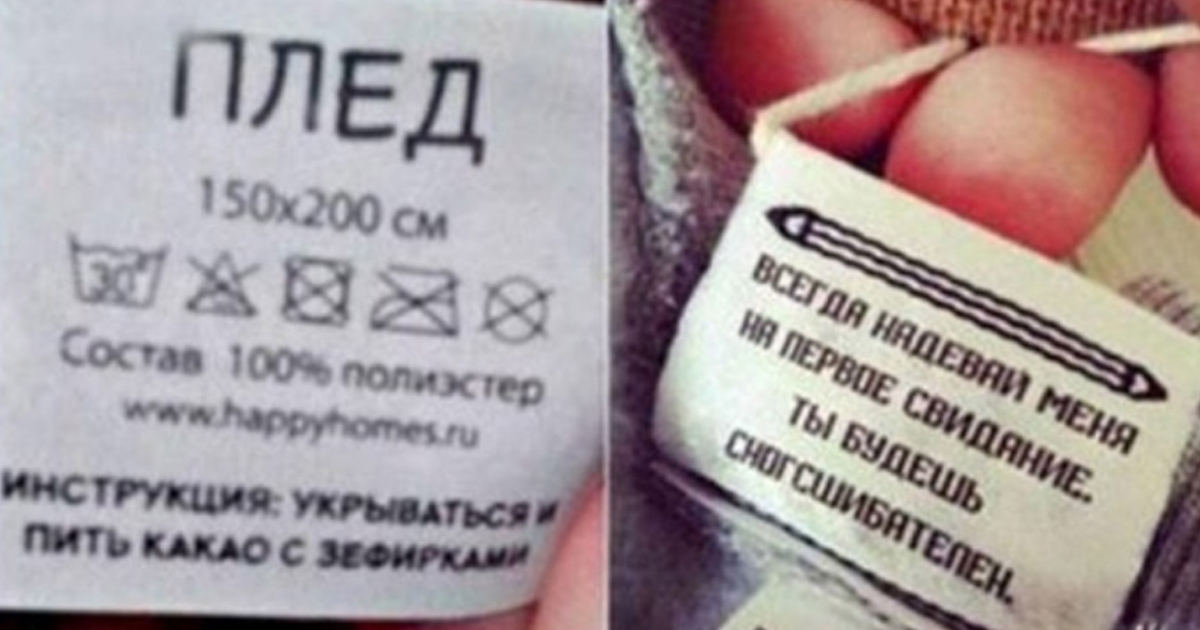 ПЛЕД
150x200 см
30°
Состав 100% полиэстер
www.happyhomes.ru
ИНСТРУКЦИЯ: УКРЫВАТЬСЯ И
ПИТЬ КАКАО С ЗЕФИРКАМИ
ВСЕГДА НАДЕВАЙ МЕНЯ
НА ПЕРВОЕ СВИДАНИЕ.
ТЫ БУДЕШЬ
СНОГСШИБАТЕЛЕН.